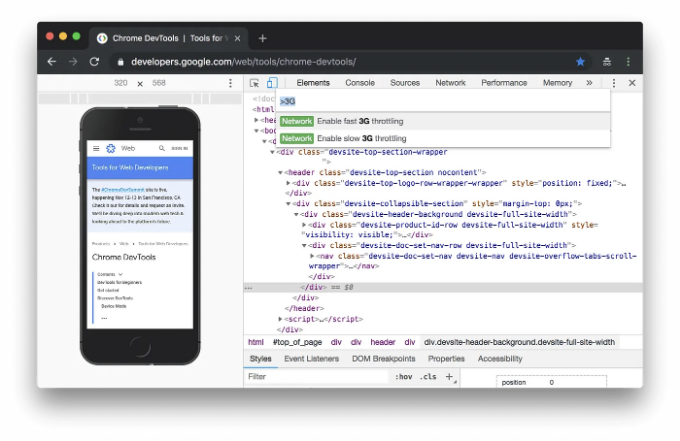 Chrome DevTools | Tools for W
developers.google.com/web/tools/chrome-devtools/
320 × 568
Elements Console Sources Network Performance Memory »
>3G
Network Enable fast 3G throttling
Network Enable slow 3G throttling
<!doc
<html
▶<hea
▼<bod
<div class="devsite-top-section-wrapper
">
▼<header class="devsite-top-section nocontent">
▶<div class="devsite-top-logo-row-wrapper-wrapper" style="position: fixed;">…
</div>
▼<div class="devsite-collapsible-section" style="margin-top: 0px;">
▼<div class="devsite-header-background devsite-full-site-width">
▶<div class="devsite-product-id-row devsite-full-site-width" style=
"visibility: visible;">…</div>
▼<div class="devsite-doc-set-nav-row devsite-full-site-width">
▶<nav class="devsite-doc-set-nav devsite-nav devsite-overflow-tabs-scroll-
wrapper">…</nav>
</div>
… </div> == $0
</div>
</header>
▶<script>…</script>
</div>
html #top_of_page div div header div div.devsite-header-background.devsite-full-site-width
Styles Event Listeners DOM Breakpoints Properties Accessibility
Filter :hov .cls +
position 0
Web SIGN IN
Tools for Web Developers
The #ChromeDevSummit site is live,
happening Nov 12-13 in San Francisco, CA
Check it out for details and request an invite.
We'll be diving deep into modern web tech &
looking ahead to the platform's future.
Products > Web > Tools for Web Developers
Chrome DevTools
Contents
DevTools for beginners
Get started
Discover DevTools
Device Mode